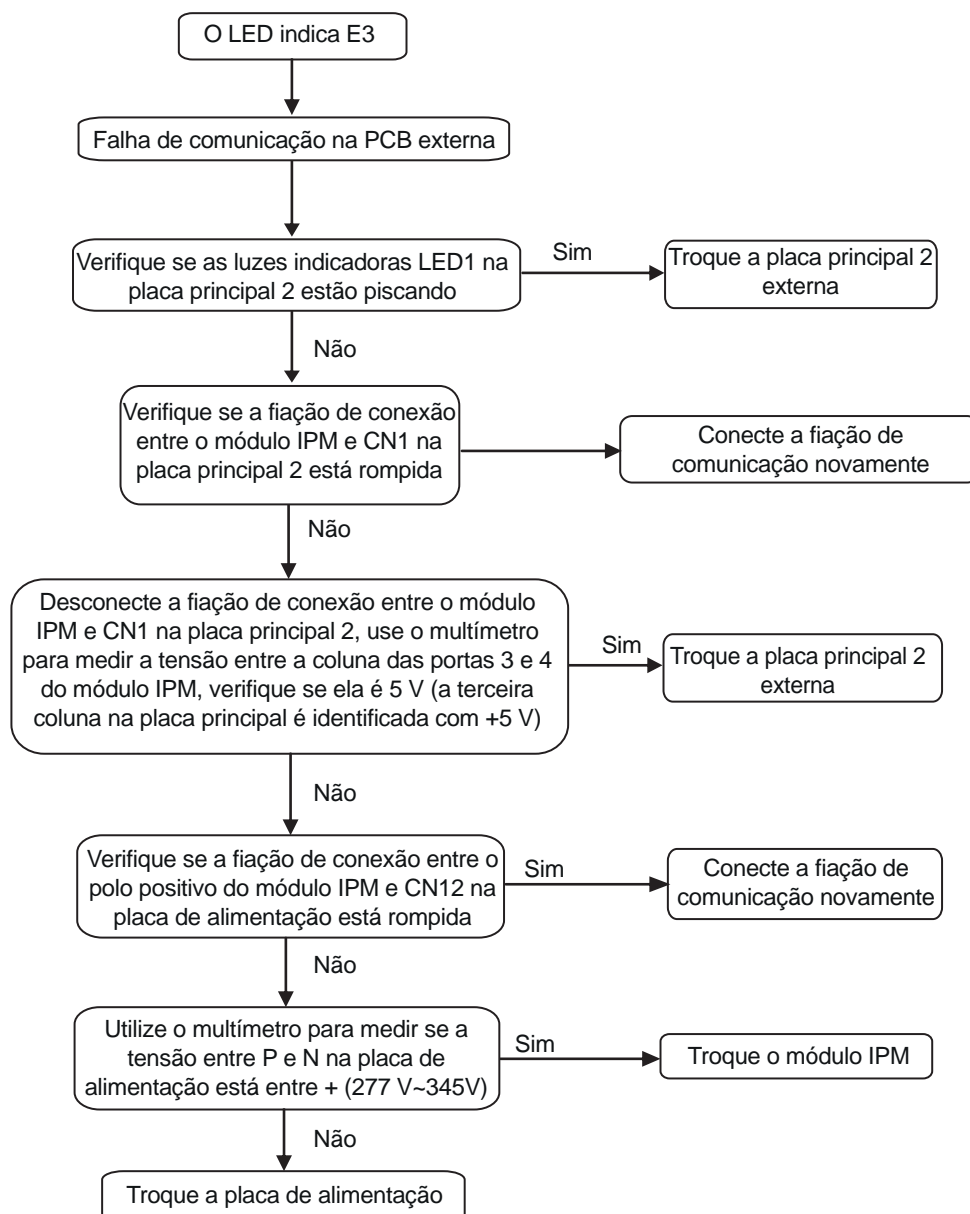 O LED indica E3
Falha de comunicação na PCB externa
Verifique se as luzes indicadoras LED1 na
placa principal 2 estão piscando
Sim
Troque a placa principal 2
externa
Não
Verifique se a fiação de conexão
entre o módulo IPM e CN1 na
placa principal 2 está rompida
Conecte a fiação de
comunicação novamente
Não
Desconecte a fiação de conexão entre o módulo
IPM e CN1 na placa principal 2, use o multímetro
para medir a tensão entre a coluna das portas 3 e 4
do módulo IPM, verifique se ela é 5 V (a terceira
coluna na placa principal é identificada com +5 V)
Sim
Troque a placa principal 2
externa
Não
Verifique se a fiação de conexão entre o
polo positivo do módulo IPM e CN12 na
placa de alimentação está rompida
Sim
Conecte a fiação de
comunicação novamente
Não
Utilize o multímetro para medir se a
tensão entre P e N na placa de
alimentação está entre + (277 V~345V)
Sim
Troque o módulo IPM
Não
Troque a placa de alimentação